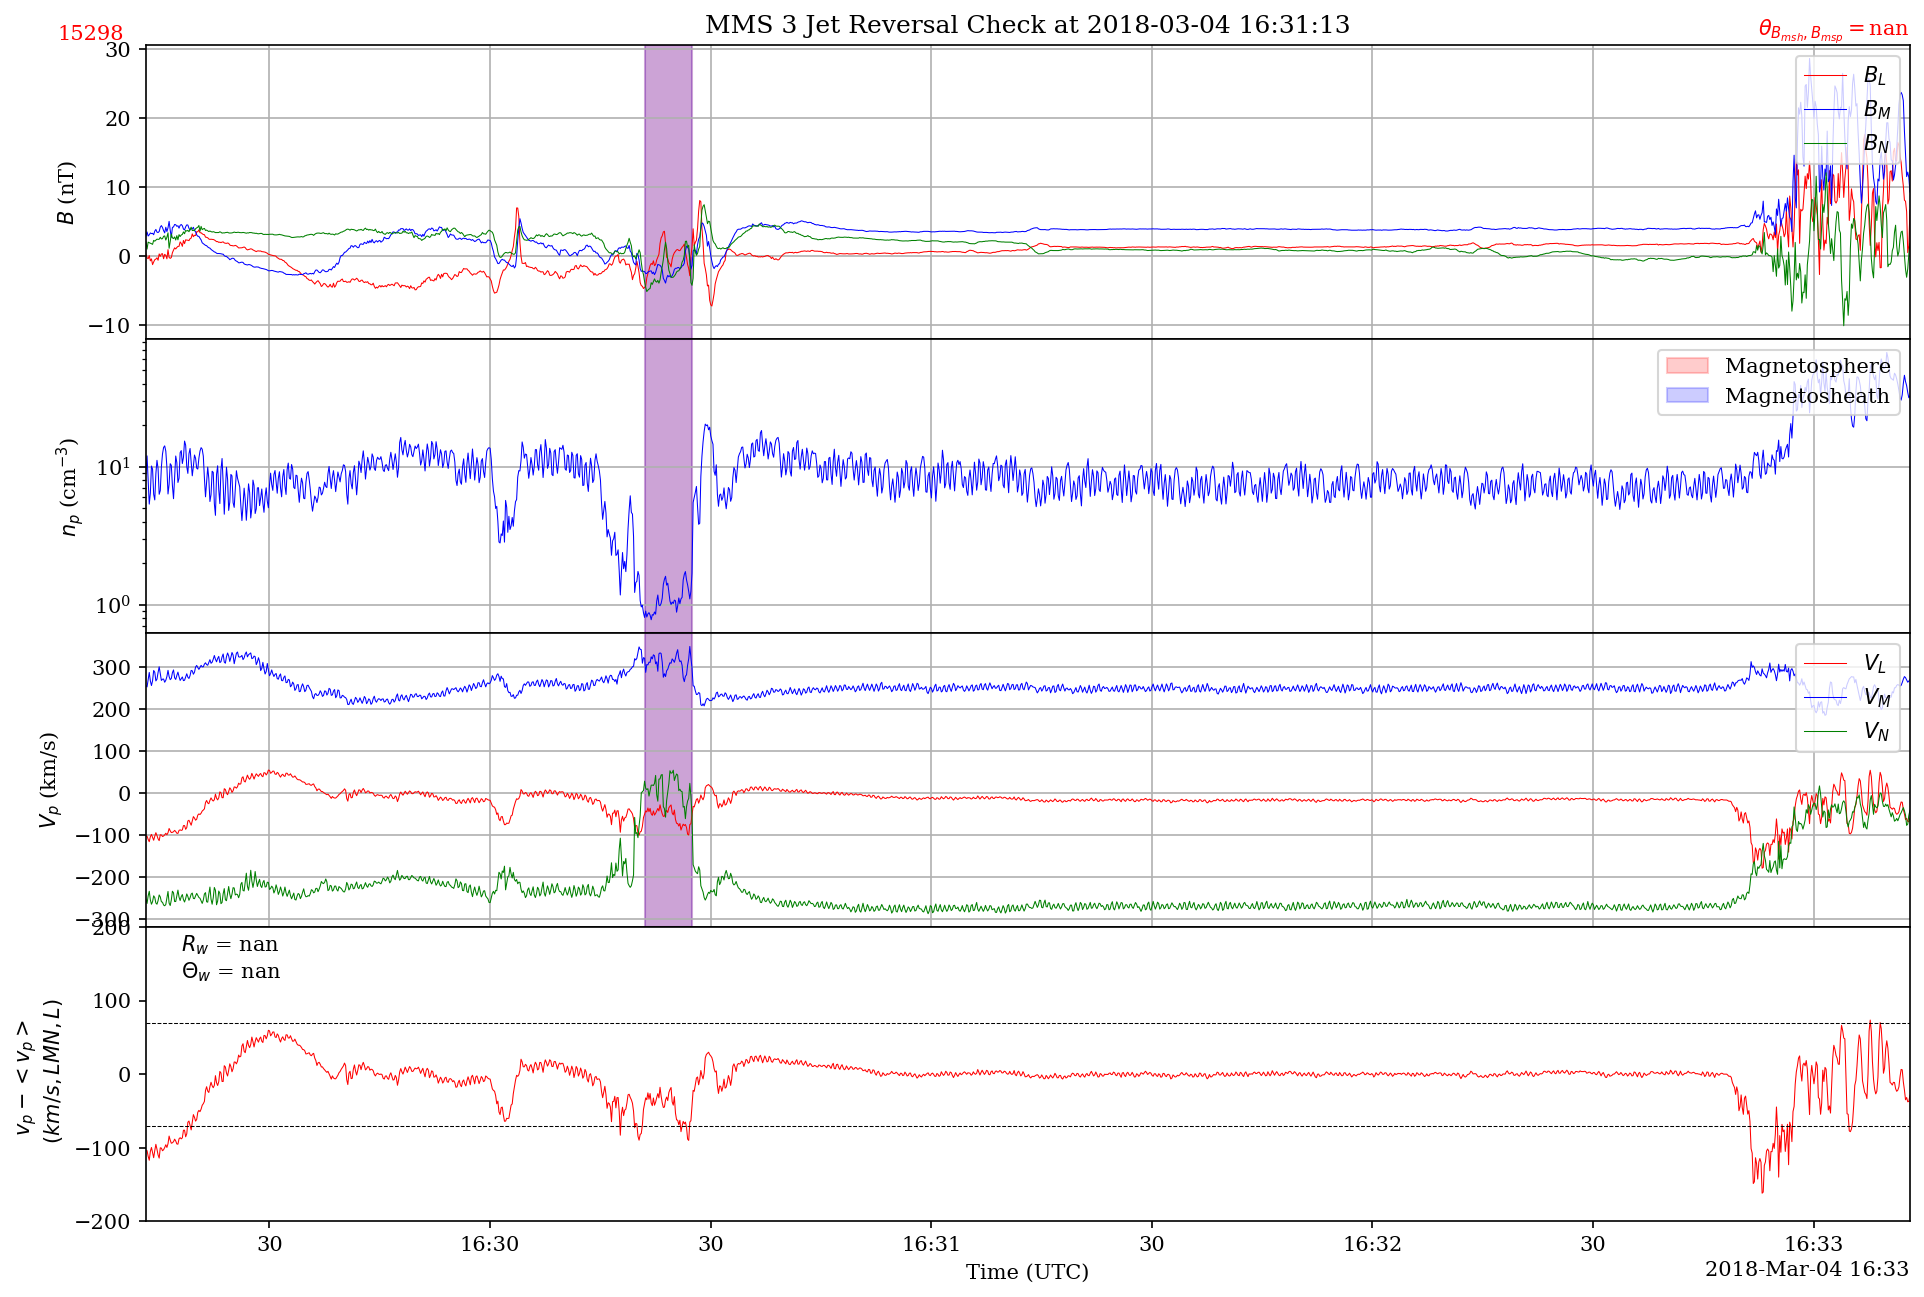 15298
MMS 3 Jet Reversal Check at 2018-03-04 16:31:13
θ_{B_{msh}, B_{msp}} = nan
30
20
10
0
−10
B (nT)
B_L
B_M
B_N
10^1
10^0
n_p (cm^{−3})
Magnetosphere
Magnetosheath
300
200
100
0
−100
−200
−300
V_p (km/s)
V_L
V_M
V_N
200
100
0
−100
−200
v_p − < v_p >
(km/s, LMN, L)
R_w = nan
Θ_w = nan
30
16:30
30
16:31
30
16:32
30
16:33
Time (UTC)
2018-Mar-04 16:33